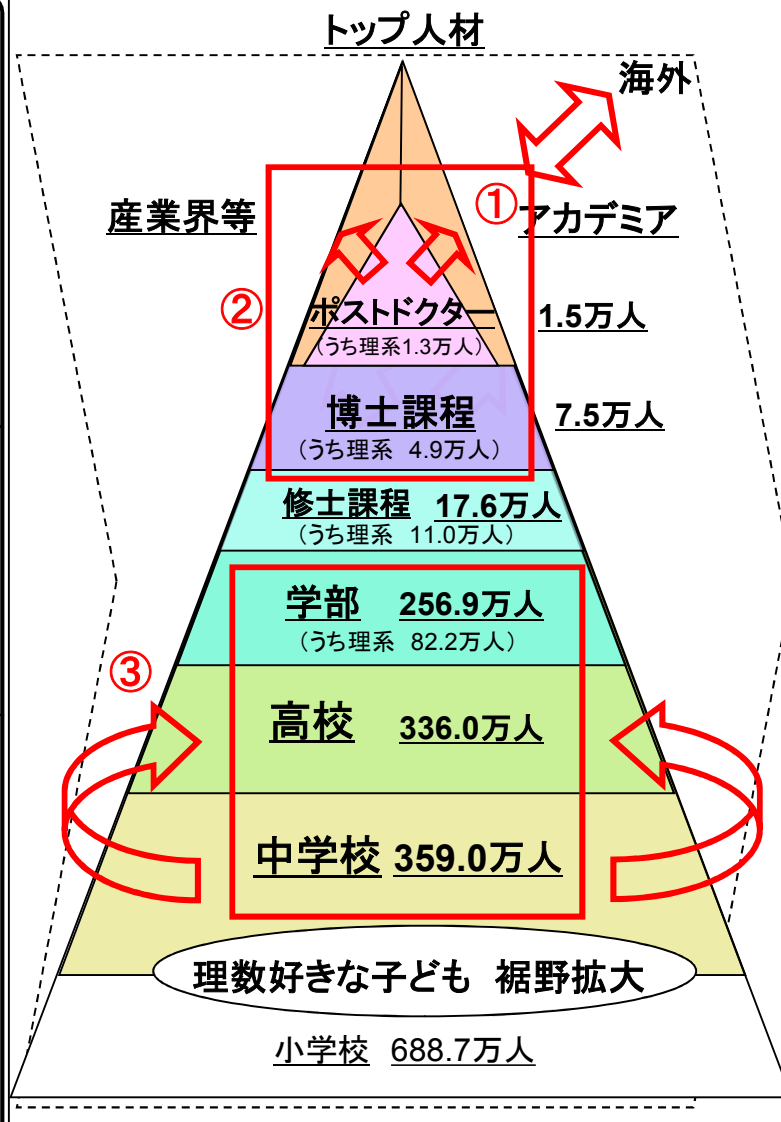 トップ人材
海外
産業界等
①
アカデミア
②
ポストドクター 1.5万人
(うち理系1.3万人)
博士課程 7.5万人
(うち理系 4.9万人)
修士課程 17.6万人
(うち理系 11.0万人)
学部 256.9万人
(うち理系 82.2万人)
③
高校 336.0万人
中学校 359.0万人
理数好きな子ども 裾野拡大
小学校 688.7万人